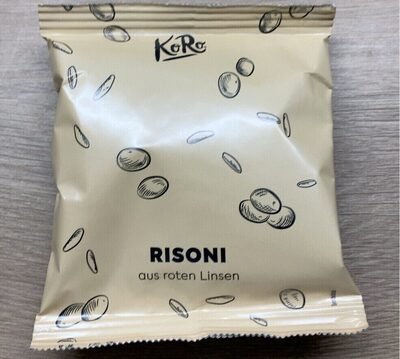 KoRo
RISONI
aus roten Linsen